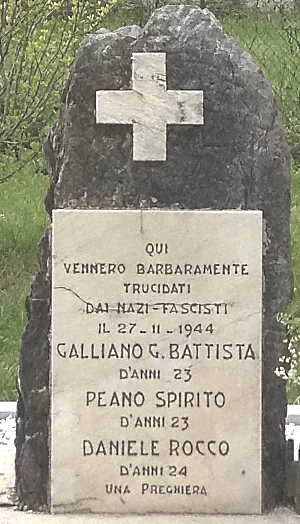 QUI
VENNERO BARBARAMENTE
TRUCIDATI
DAI NAZI-FASCISTI
IL 27-11-1944
GALLIANO G. BATTISTA
D'ANNI 23
PEANO SPIRITO
D'ANNI 23
DANIELE ROCCO
D'ANNI 24
UNA PREGHIERA